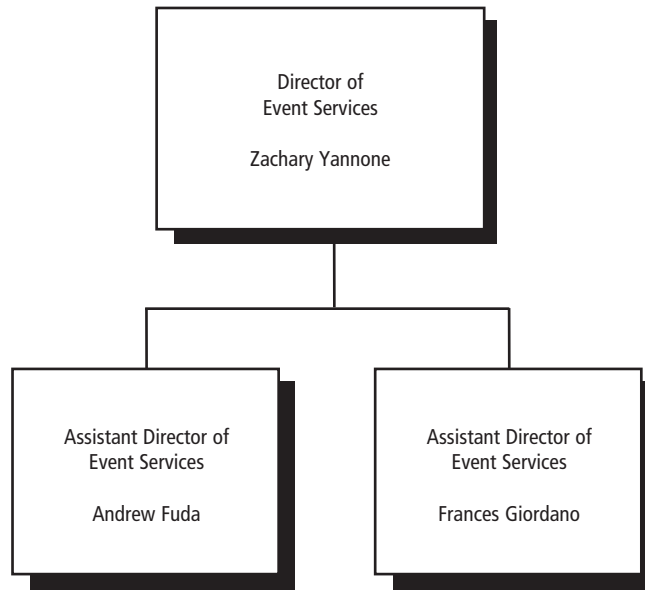 Director of
Event Services
Zachary Yannone
Assistant Director of
Event Services
Andrew Fuda
Assistant Director of
Event Services
Frances Giordano